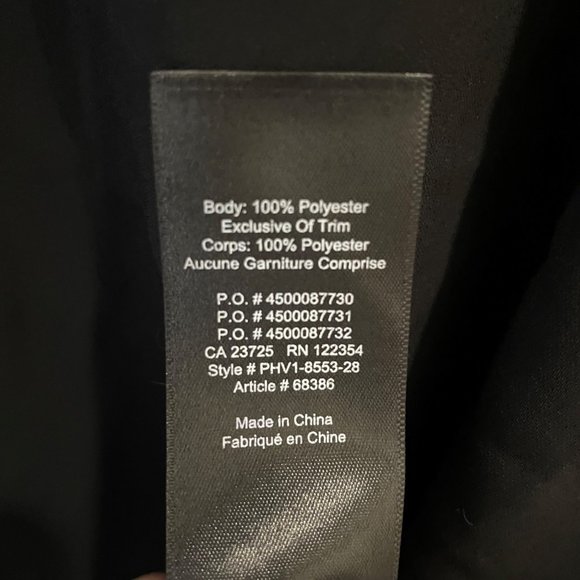 Body: 100% Polyester
Exclusive Of Trim
Corps: 100% Polyester
Aucune Garniture Comprise
P.O. # 4500087730
P.O. # 4500087731
P.O. # 4500087732
CA 23725 RN 122354
Style # PHV1-8553-28
Article # 68386
Made in China
Fabriqué en Chine